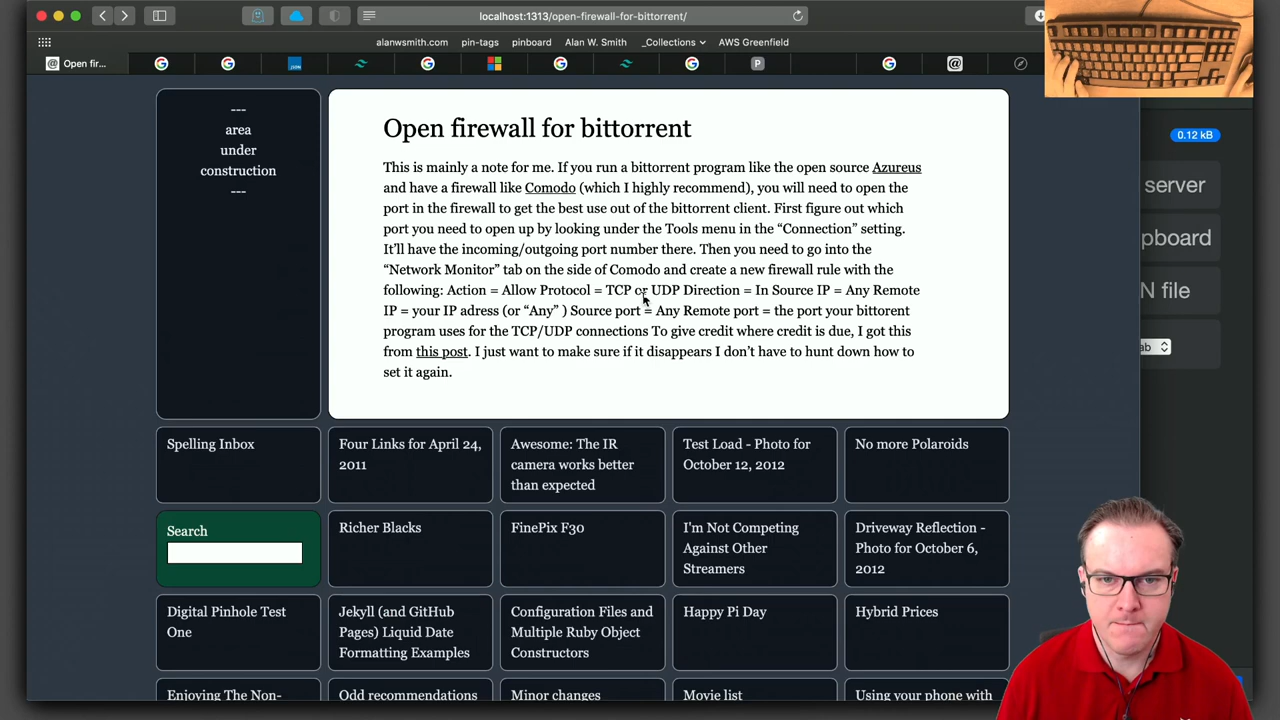 localhost:1313/open-firewall-for-bittorrent/
alanwsmith.com pin-tags pinboard Alan W. Smith _Collections AWS Greenfield
Open fir...
0.12 kB
server
pboard
N file
ab
---
area
under
construction
---
Open firewall for bittorrent
This is mainly a note for me. If you run a bittorrent program like the open source Azureus
and have a firewall like Comodo (which I highly recommend), you will need to open the
port in the firewall to get the best use out of the bittorrent client. First figure out which
port you need to open up by looking under the Tools menu in the “Connection” setting.
It’ll have the incoming/outgoing port number there. Then you need to go into the
“Network Monitor” tab on the side of Comodo and create a new firewall rule with the
following: Action = Allow Protocol = TCP or UDP Direction = In Source IP = Any Remote
IP = your IP adress (or “Any” ) Source port = Any Remote port = the port your bittorent
program uses for the TCP/UDP connections To give credit where credit is due, I got this
from this post. I just want to make sure if it disappears I don’t have to hunt down how to
set it again.
Spelling Inbox
Four Links for April 24,
2011
Awesome: The IR
camera works better
than expected
Test Load - Photo for
October 12, 2012
No more Polaroids
Search
Richer Blacks
FinePix F30
I'm Not Competing
Against Other
Streamers
Driveway Reflection -
Photo for October 6,
2012
Digital Pinhole Test
One
Jekyll (and GitHub
Pages) Liquid Date
Formatting Examples
Configuration Files and
Multiple Ruby Object
Constructors
Happy Pi Day
Hybrid Prices
Enjoying The Non-
Odd recommendations
Minor changes
Movie list
Using your phone with